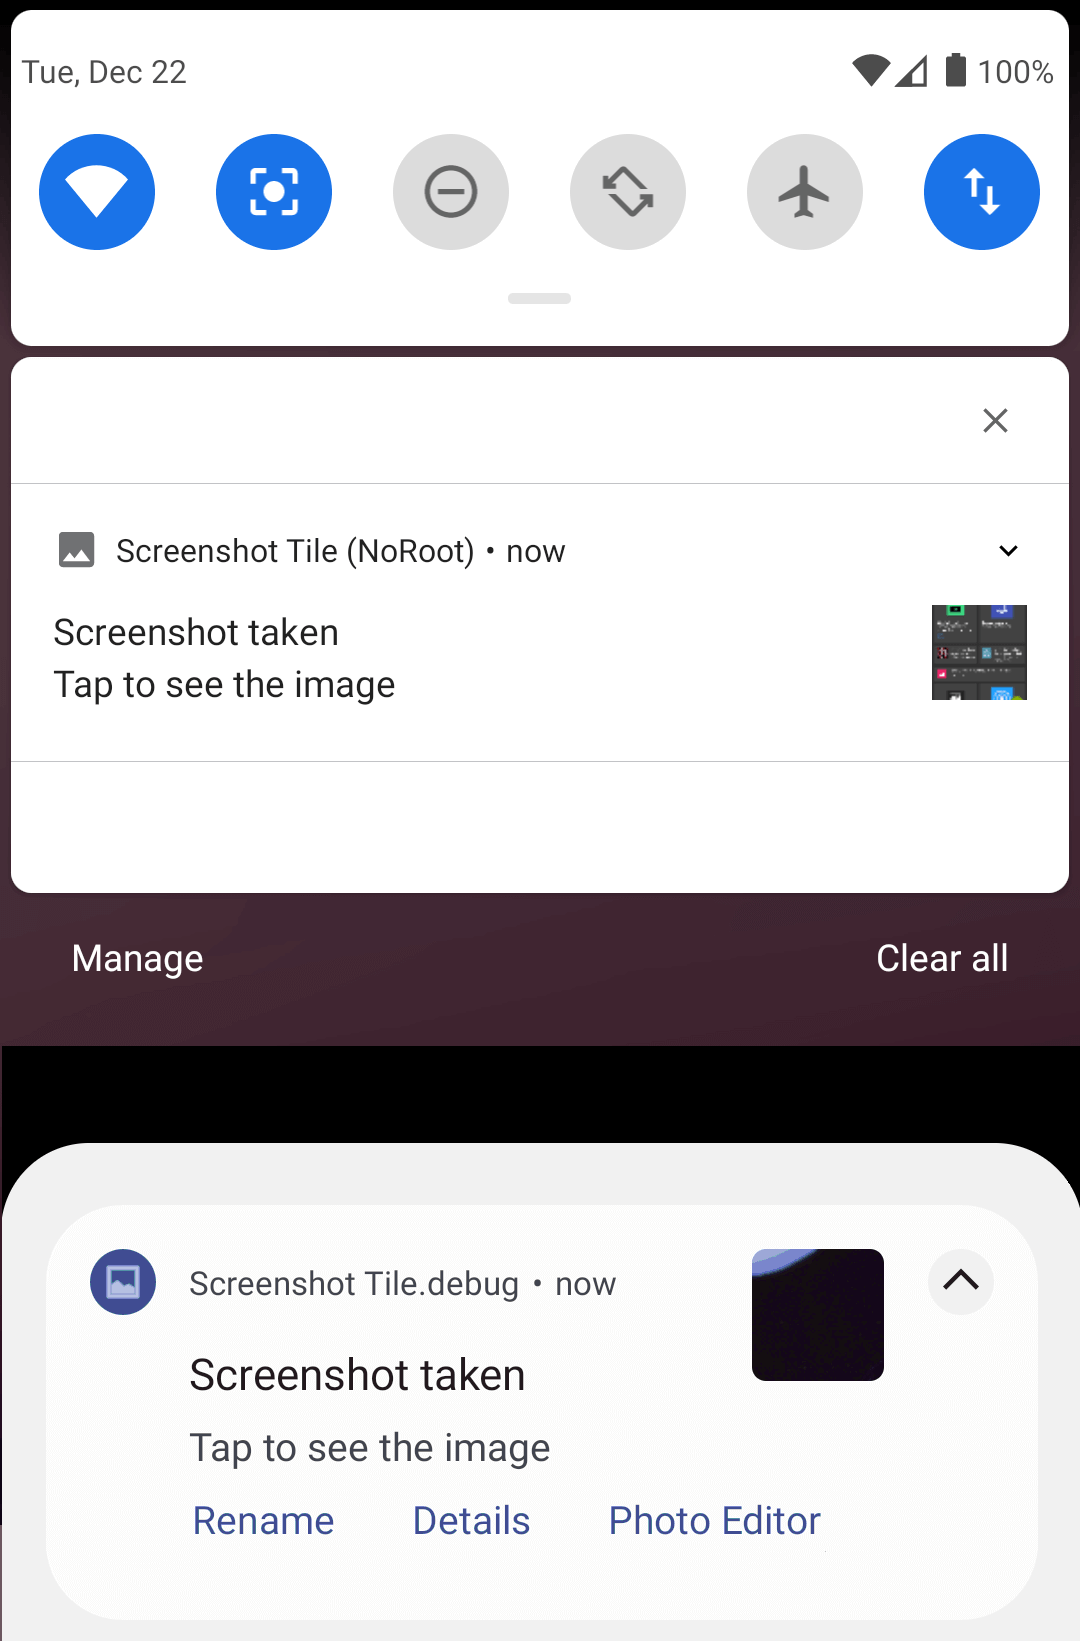 Tue, Dec 22
100%
Screenshot Tile (NoRoot) • now
Screenshot taken
Tap to see the image
Manage
Clear all
Screenshot Tile.debug • now
Screenshot taken
Tap to see the image
Rename
Details
Photo Editor